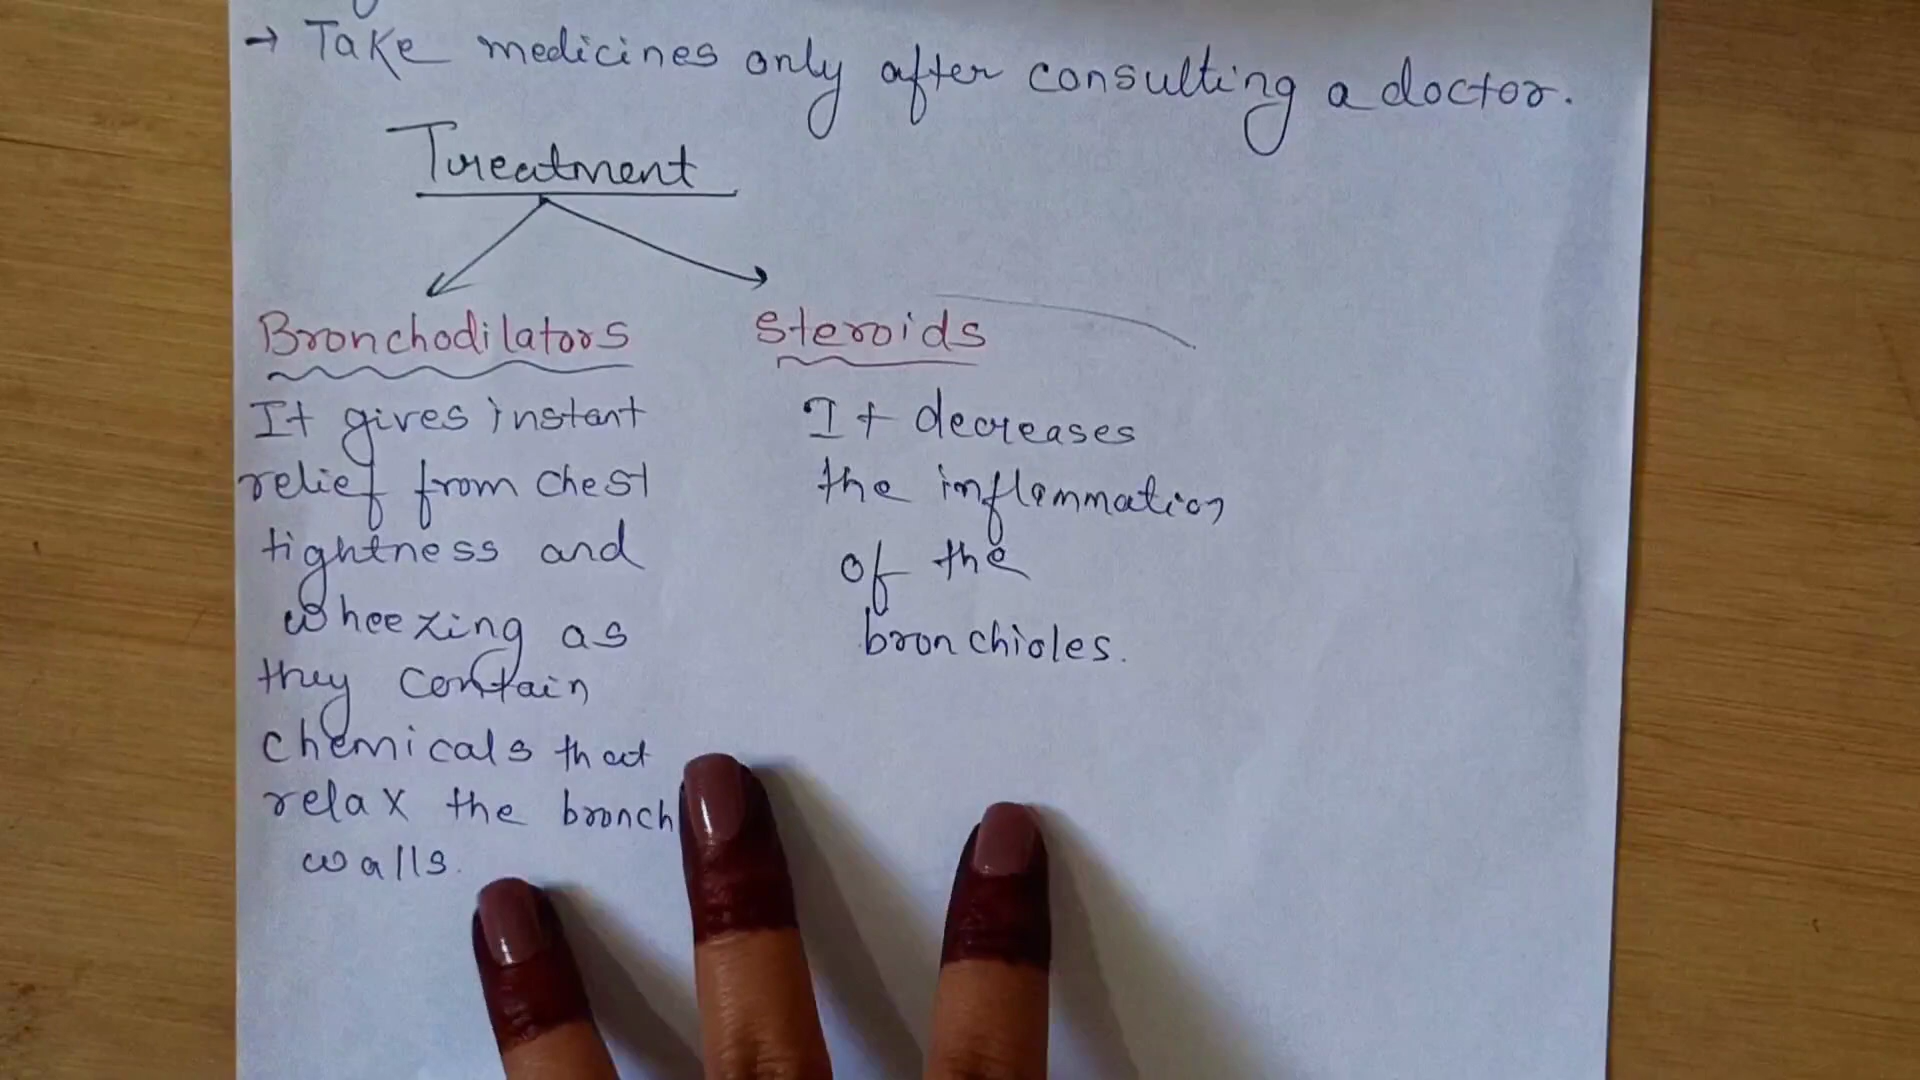 → Take medicines only after consulting a doctor.
Treatment
Bronchodilators
It gives instant
relief from chest
tightness and
wheezing as
they contain
chemicals that
relax the bronch
walls.
Steroids
It decreases
the inflammation
of the
bronchioles.